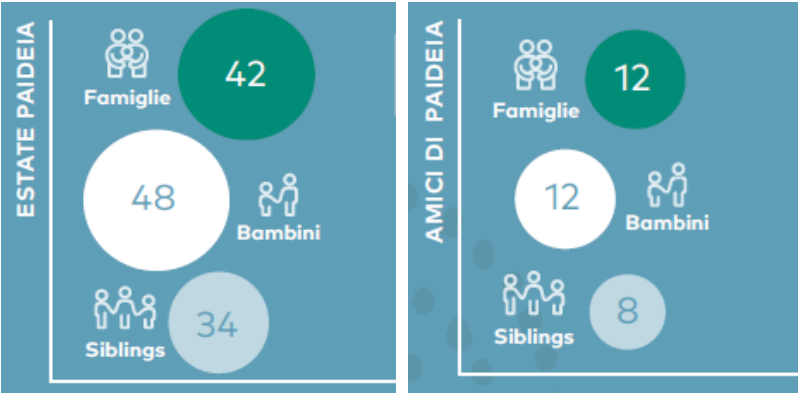 ESTATE PAIDEIA
Famiglie
42
48
Bambini
Siblings
34
AMICI DI PAIDEIA
Famiglie
12
12
Bambini
Siblings
8